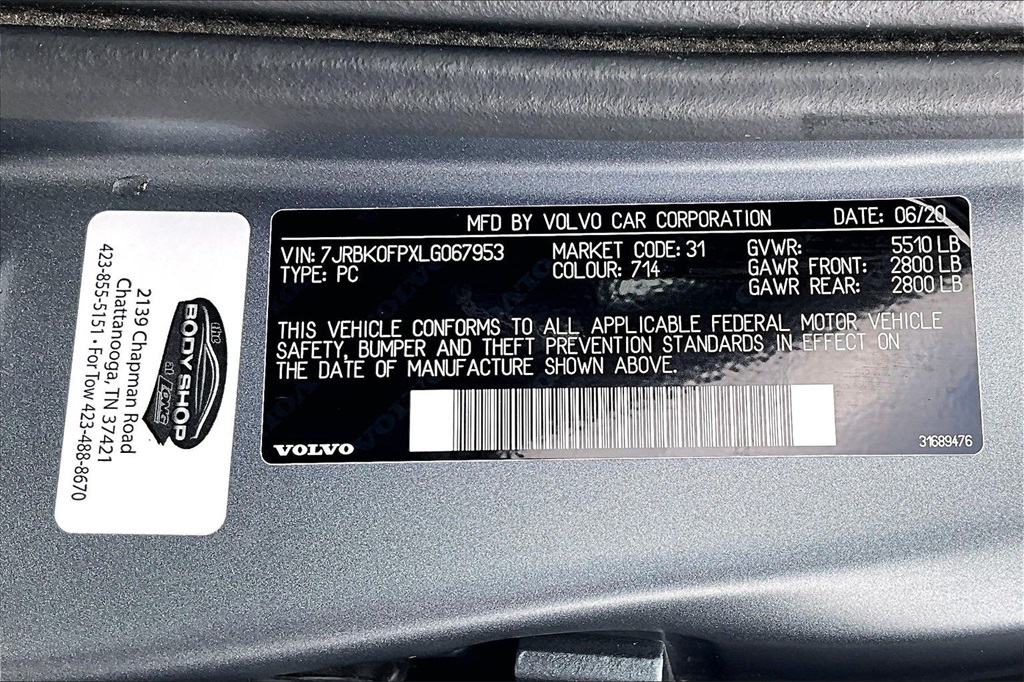 MFD BY VOLVO CAR CORPORATION DATE: 06/20
VIN: 7JRBK0FPXLG067953 MARKET CODE: 31 GVWR: 5510 LB
TYPE: PC COLOUR: 714 GAWR FRONT: 2800 LB
GAWR REAR: 2800 LB
THIS VEHICLE CONFORMS TO ALL APPLICABLE FEDERAL MOTOR VEHICLE
SAFETY, BUMPER AND THEFT PREVENTION STANDARDS IN EFFECT ON
THE DATE OF MANUFACTURE SHOWN ABOVE.
VOLVO
31689476
the
BODY SHOP
at LONG
2139 Chapman Road
Chattanooga, TN 37421
423-855-5151 • For Tow 423-488-8670